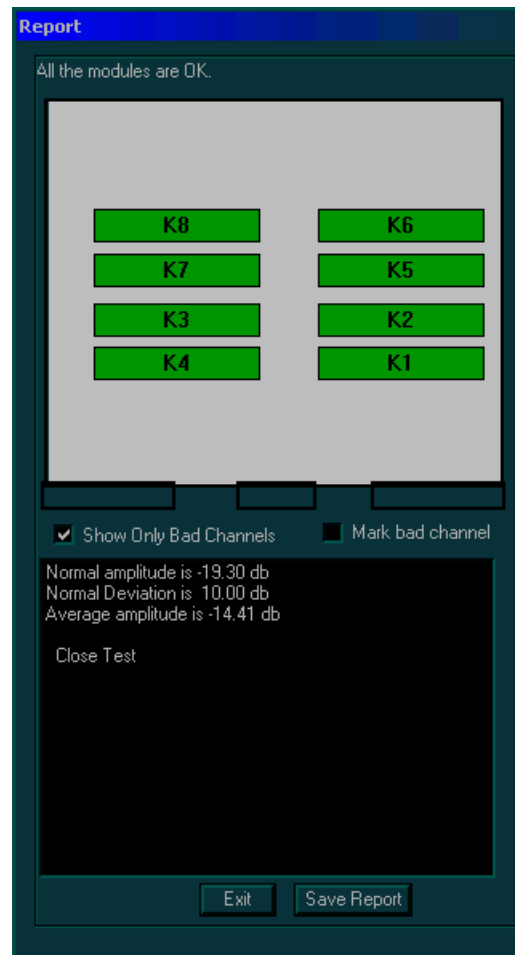 Report
All the modules are OK.
K8 K6
K7 K5
K3 K2
K4 K1
Show Only Bad Channels Mark bad channel
Normal amplitude is -19.30 db
Normal Deviation is 10.00 db
Average amplitude is -14.41 db
Close Test
Exit Save Report